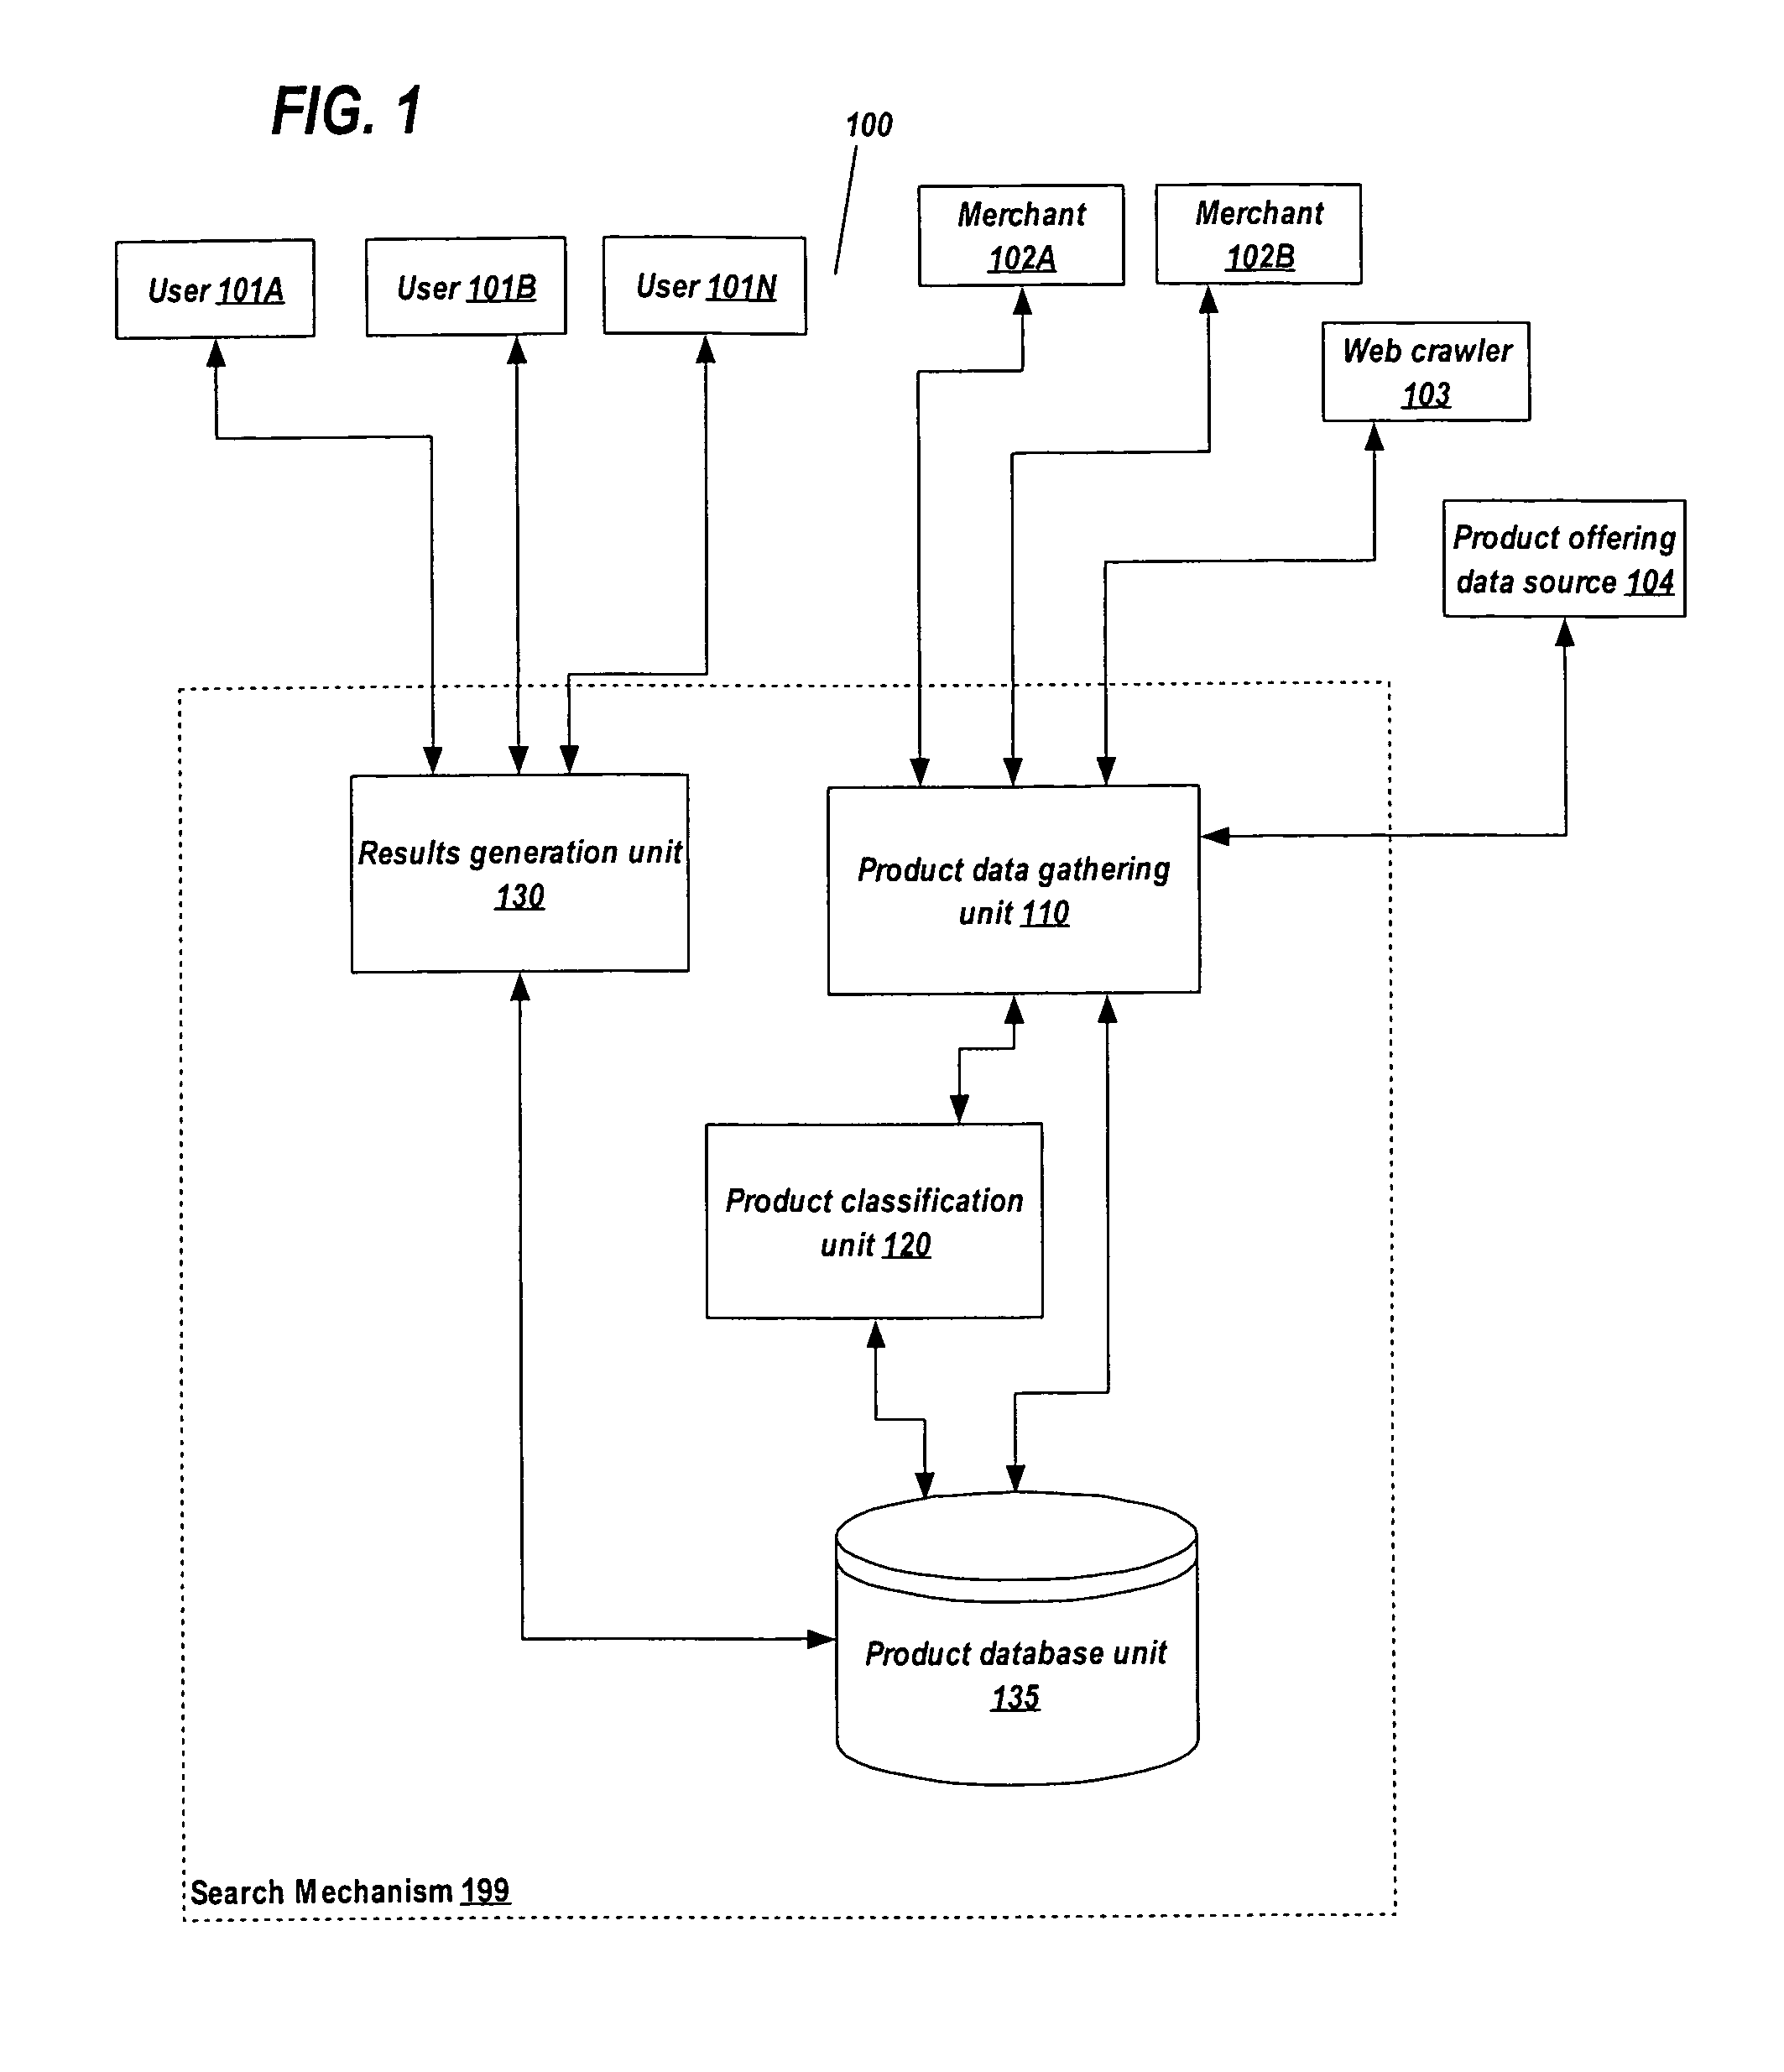 FIG. 1
100
User 101A
User 101B
User 101N
Merchant
102A
Merchant
102B
Web crawler
103
Product offering
data source 104
Results generation unit
130
Product data gathering
unit 110
Product classification
unit 120
Product database unit
135
Search Mechanism 199